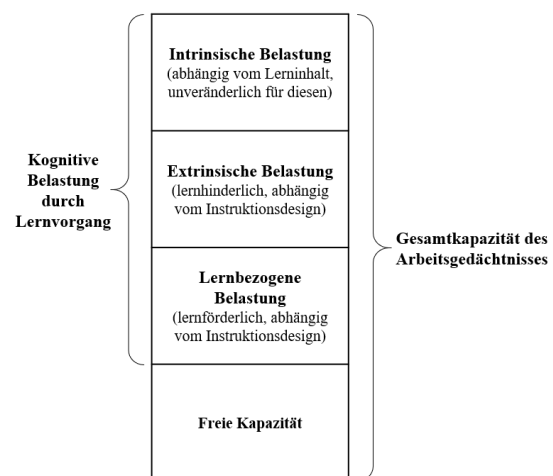 Intrinsische Belastung
(abhängig vom Lerninhalt,
unveränderlich für diesen)
Kognitive
Belastung
durch
Lernvorgang
Extrinsische Belastung
(lernhinderlich, abhängig
vom Instruktionsdesign)
Gesamtkapazität des
Arbeitsgedächtnisses
Lernbezogene
Belastung
(lernförderlich, abhängig
vom Instruktionsdesign)
Freie Kapazität